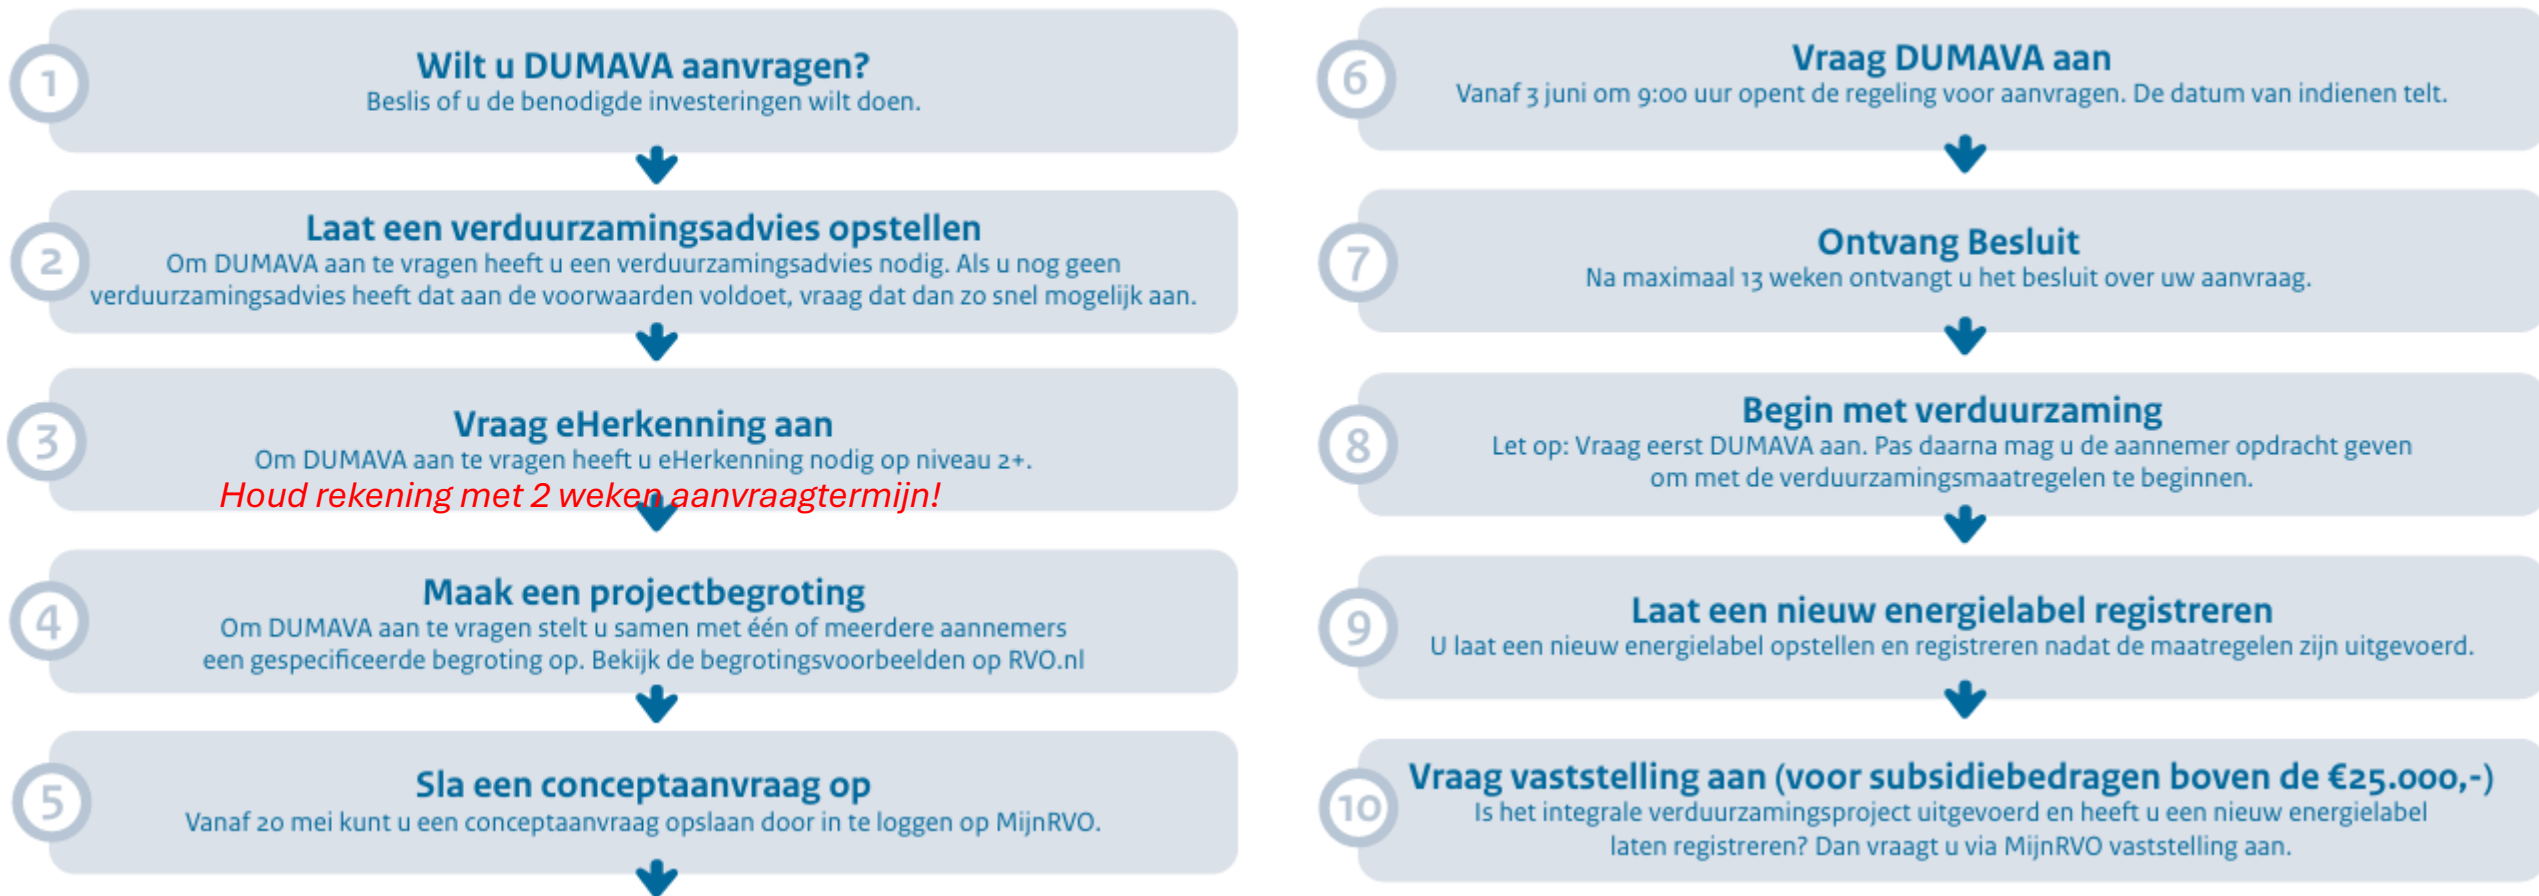 1
Wilt u DUMAVA aanvragen?
Beslis of u de benodigde investeringen wilt doen.
2
Laat een verduurzamingsadvies opstellen
Om DUMAVA aan te vragen heeft u een verduurzamingsadvies nodig. Als u nog geen
verduurzamingsadvies heeft dat aan de voorwaarden voldoet, vraag dat dan zo snel mogelijk aan.
3
Vraag eHerkenning aan
Om DUMAVA aan te vragen heeft u eHerkenning nodig op niveau 2+.
Houd rekening met 2 weken aanvraagtermijn!
4
Maak een projectbegroting
Om DUMAVA aan te vragen stelt u samen met één of meerdere aannemers
een gespecificeerde begroting op. Bekijk de begrotingsvoorbeelden op RVO.nl
5
Sla een conceptaanvraag op
Vanaf 20 mei kunt u een conceptaanvraag opslaan door in te loggen op MijnRVO.
6
Vraag DUMAVA aan
Vanaf 3 juni om 9:00 uur opent de regeling voor aanvragen. De datum van indienen telt.
7
Ontvang Besluit
Na maximaal 13 weken ontvangt u het besluit over uw aanvraag.
8
Begin met verduurzaming
Let op: Vraag eerst DUMAVA aan. Pas daarna mag u de aannemer opdracht geven
om met de verduurzamingsmaatregelen te beginnen.
9
Laat een nieuw energielabel registreren
U laat een nieuw energielabel opstellen en registreren nadat de maatregelen zijn uitgevoerd.
10
Vraag vaststelling aan (voor subsidiebedragen boven de €25.000,-)
Is het integrale verduurzamingsproject uitgevoerd en heeft u een nieuw energielabel
laten registreren? Dan vraagt u via MijnRVO vaststelling aan.